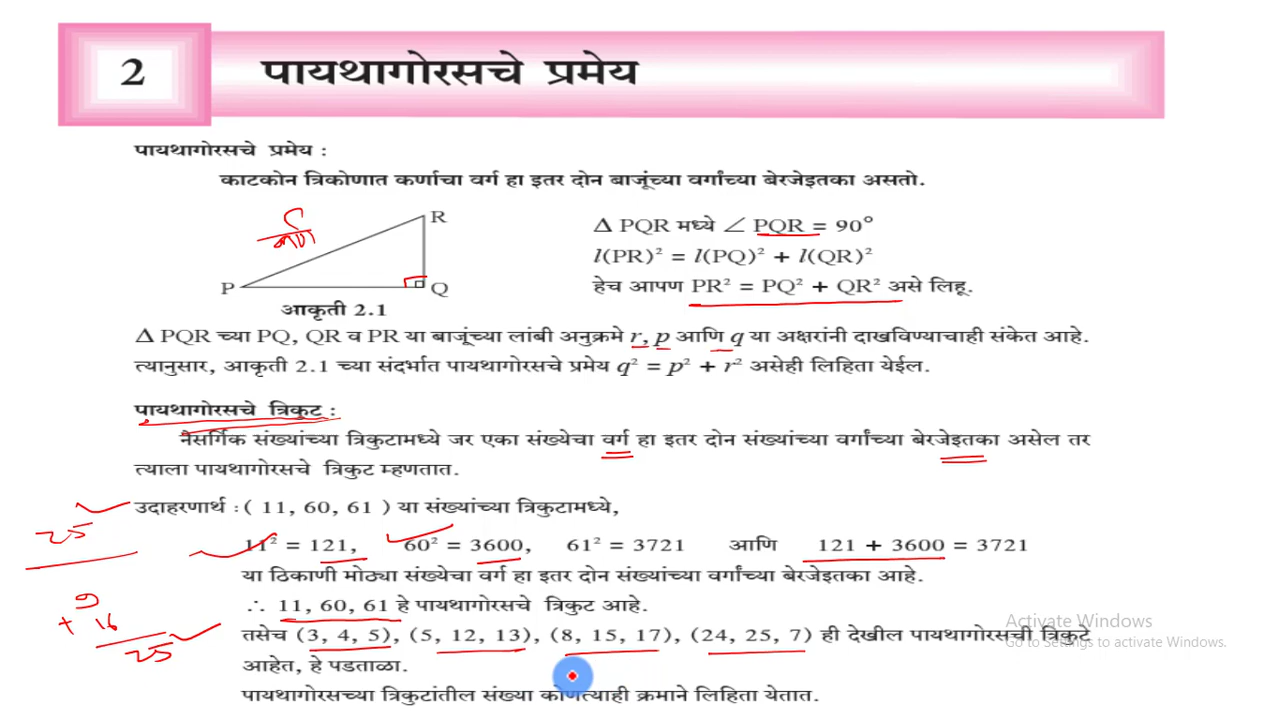 2 पायथागोरसचे प्रमेय
पायथागोरसचे प्रमेय :
काटकोन त्रिकोणात कर्णाचा वर्ग हा इतर दोन बाजूंच्या वर्गांच्या बेरजेइतका असतो.
कर्ण
R
P
Q
आकृती 2.1
Δ PQR मध्ये ∠ PQR = 90°
l(PR)² = l(PQ)² + l(QR)²
हेच आपण PR² = PQ² + QR² असे लिहू.
Δ PQR च्या PQ, QR व PR या बाजूंच्या लांबी अनुक्रमे r, p आणि q या अक्षरांनी दाखविण्याचाही संकेत आहे.
त्यानुसार, आकृती 2.1 च्या संदर्भात पायथागोरसचे प्रमेय q² = p² + r² असेही लिहिता येईल.
पायथागोरसचे त्रिकुट :
नैसर्गिक संख्यांच्या त्रिकुटामध्ये जर एका संख्येचा वर्ग हा इतर दोन संख्यांच्या वर्गांच्या बेरजेइतका असेल तर
त्याला पायथागोरसचे त्रिकुट म्हणतात.
उदाहरणार्थ : ( 11, 60, 61 ) या संख्यांच्या त्रिकुटामध्ये,
25
11² = 121, 60² = 3600, 61² = 3721 आणि 121 + 3600 = 3721
या ठिकाणी मोठ्या संख्येचा वर्ग हा इतर दोन संख्यांच्या वर्गांच्या बेरजेइतका आहे.
∴ 11, 60, 61 हे पायथागोरसचे त्रिकुट आहे.
9
+ 16
25
तसेच (3, 4, 5), (5, 12, 13), (8, 15, 17), (24, 25, 7) ही देखील पायथागोरसची त्रिकुटे
आहेत, हे पडताळा.
पायथागोरसच्या त्रिकुटांतील संख्या कोणत्याही क्रमाने लिहिता येतात.
Activate Windows
Go to Settings to activate Windows.